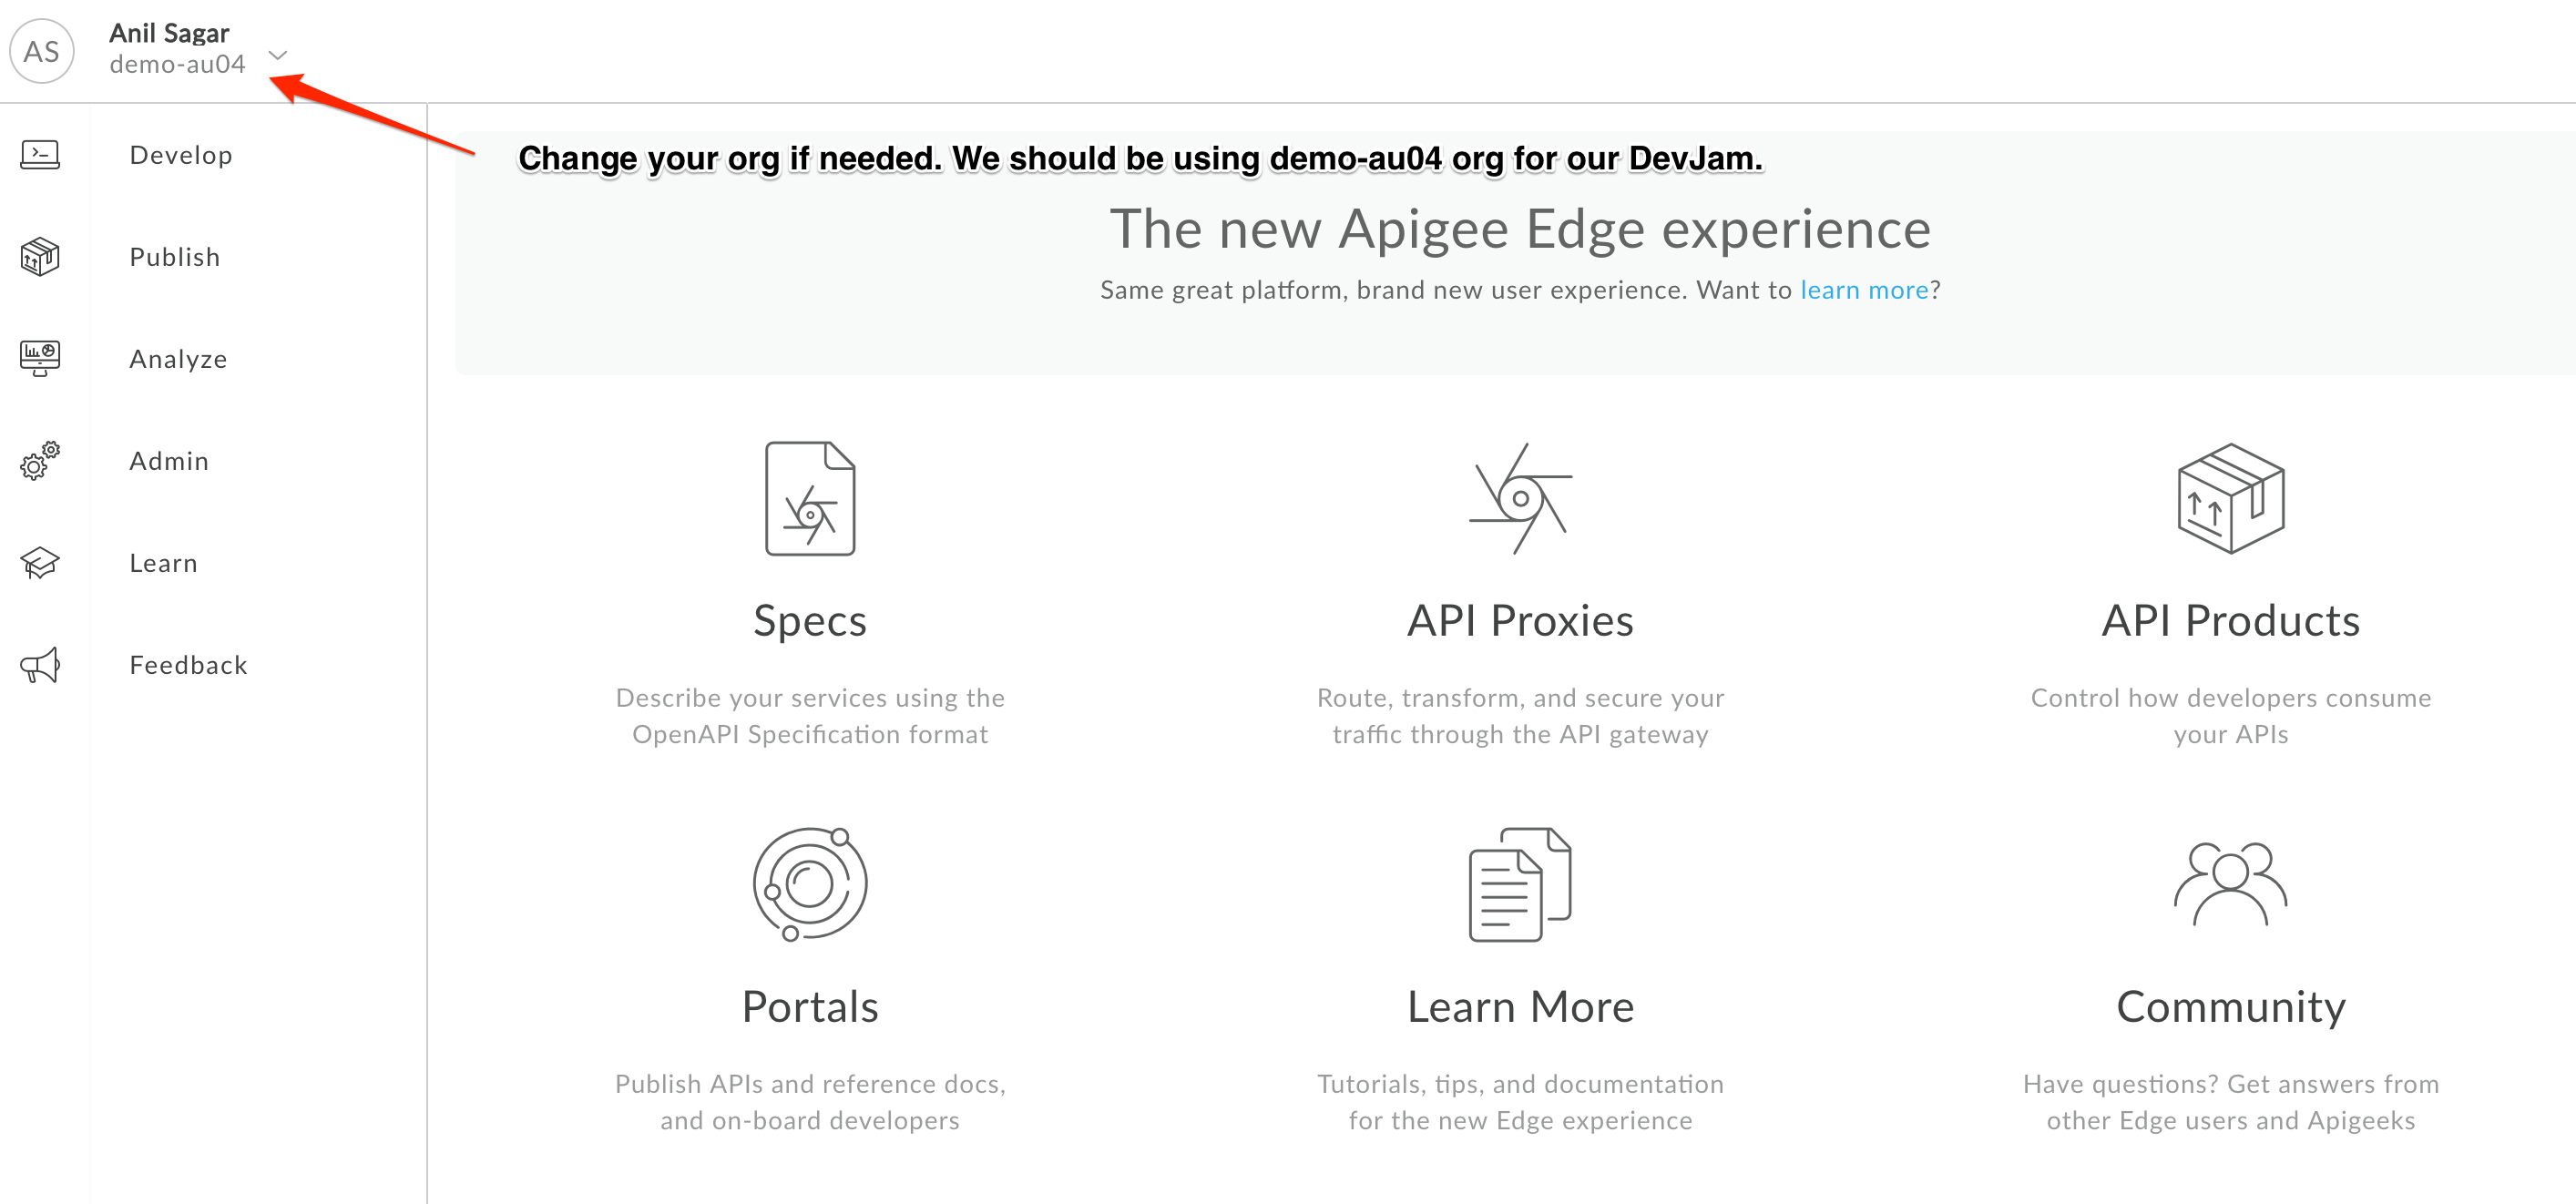 AS
Anil Sagar
demo-au04
Develop
Publish
Analyze
Admin
Learn
Feedback
Change your org if needed. We should be using demo-au04 org for our DevJam.
The new Apigee Edge experience
Same great platform, brand new user experience. Want to learn more?
Specs
Describe your services using the
OpenAPI Specification format
API Proxies
Route, transform, and secure your
traffic through the API gateway
API Products
Control how developers consume
your APIs
Portals
Publish APIs and reference docs,
and on-board developers
Learn More
Tutorials, tips, and documentation
for the new Edge experience
Community
Have questions? Get answers from
other Edge users and Apigeeks